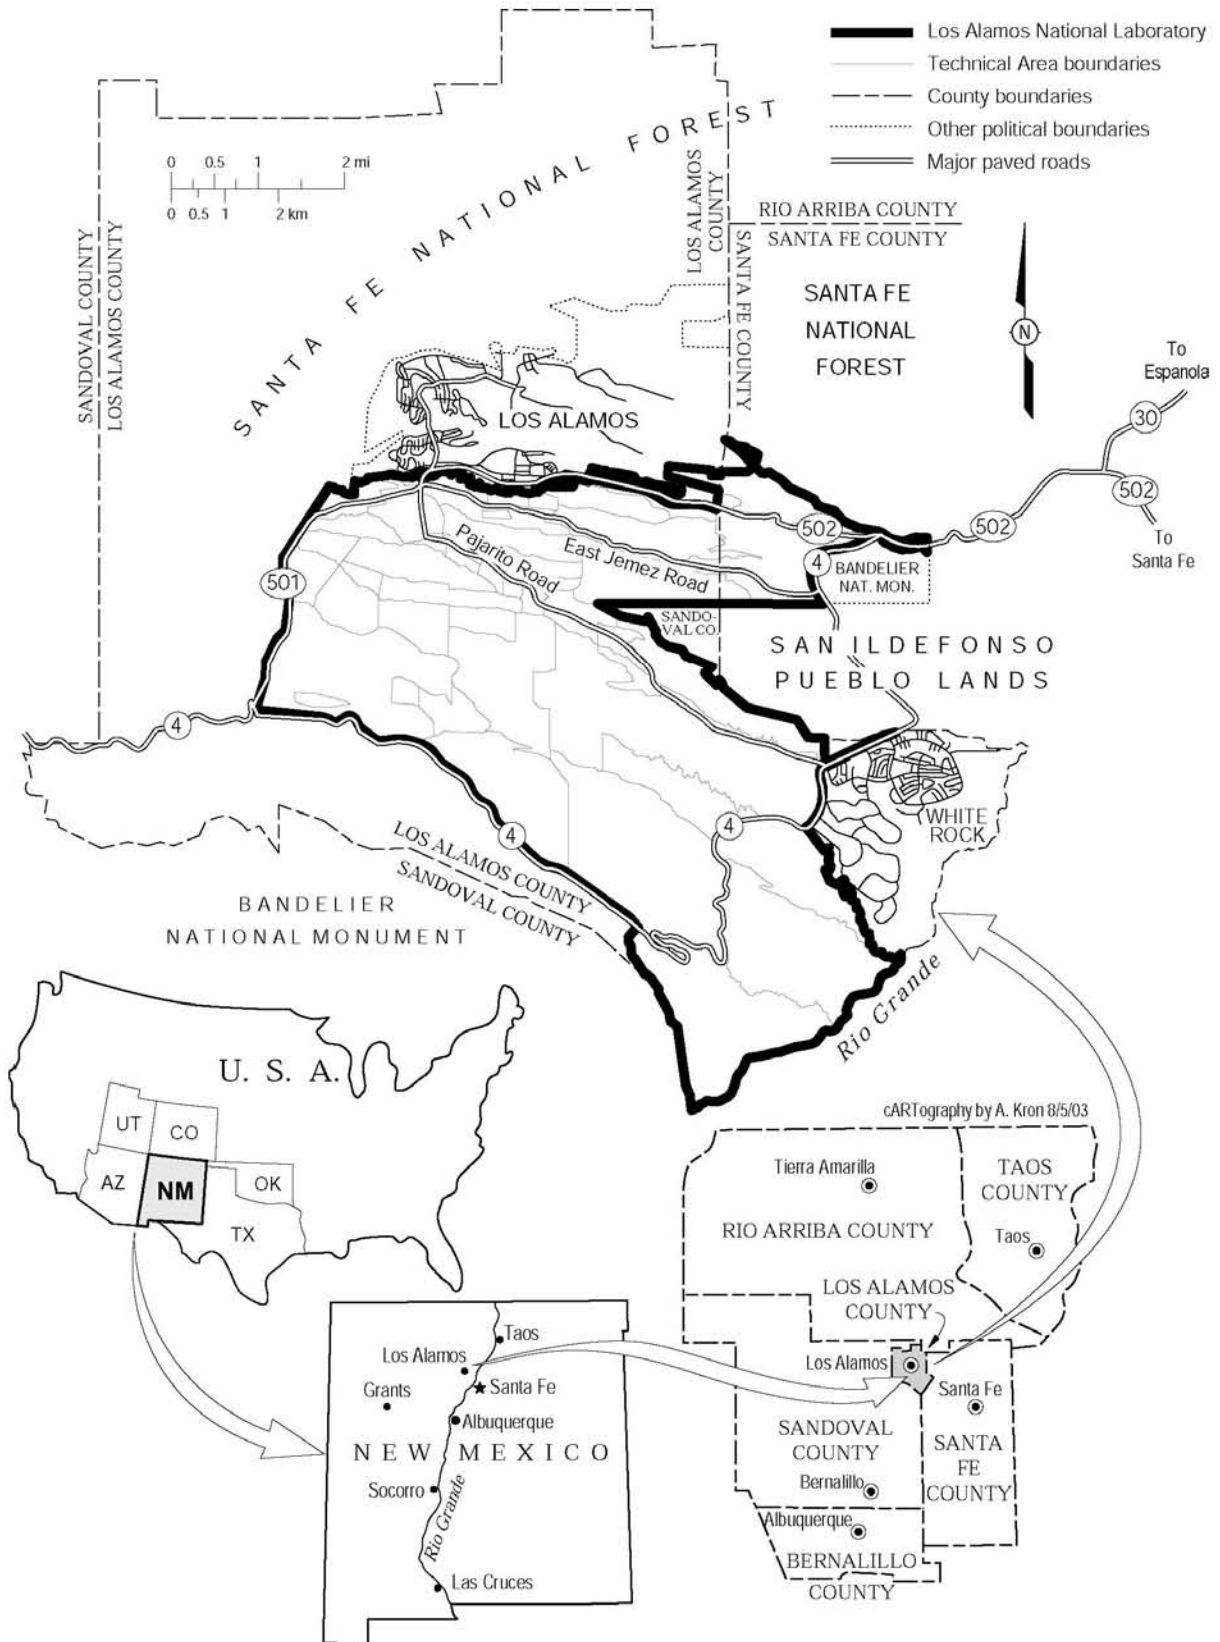 Los Alamos National Laboratory
Technical Area boundaries
County boundaries
Other political boundaries
Major paved roads
0 0.5 1 2 mi
0 0.5 1 2 km
SANTA FE NATIONAL FOREST
SANDOVAL COUNTY
LOS ALAMOS COUNTY
LOS ALAMOS
COUNTY
SANTA FE COUNTY
RIO ARRIBA COUNTY
SANTA FE COUNTY
SANTA FE
NATIONAL
FOREST
N
To
Espanola
30
502
To
Santa Fe
502
502
LOS ALAMOS
Pajarito Road
East Jemez Road
4
BANDELIER
NAT. MON.
501
SANDO-
VAL CO.
SAN ILDEFONSO
PUEBLO LANDS
4
WHITE
ROCK
4
4
LOS ALAMOS COUNTY
SANDOVAL COUNTY
BANDELIER
NATIONAL MONUMENT
Rio Grande
U. S. A.
UT
CO
AZ
NM
OK
TX
cARTography by A. Kron 8/5/03
Tierra Amarilla
TAOS
COUNTY
RIO ARRIBA COUNTY
Taos
LOS ALAMOS
COUNTY
Los Alamos
Santa Fe
SANDOVAL
COUNTY
SANTA
FE
COUNTY
Bernalillo
Albuquerque
BERNALILLO
COUNTY
Taos
Los Alamos
Grants
Santa Fe
Albuquerque
NEW MEXICO
Socorro
Rio Grande
Las Cruces